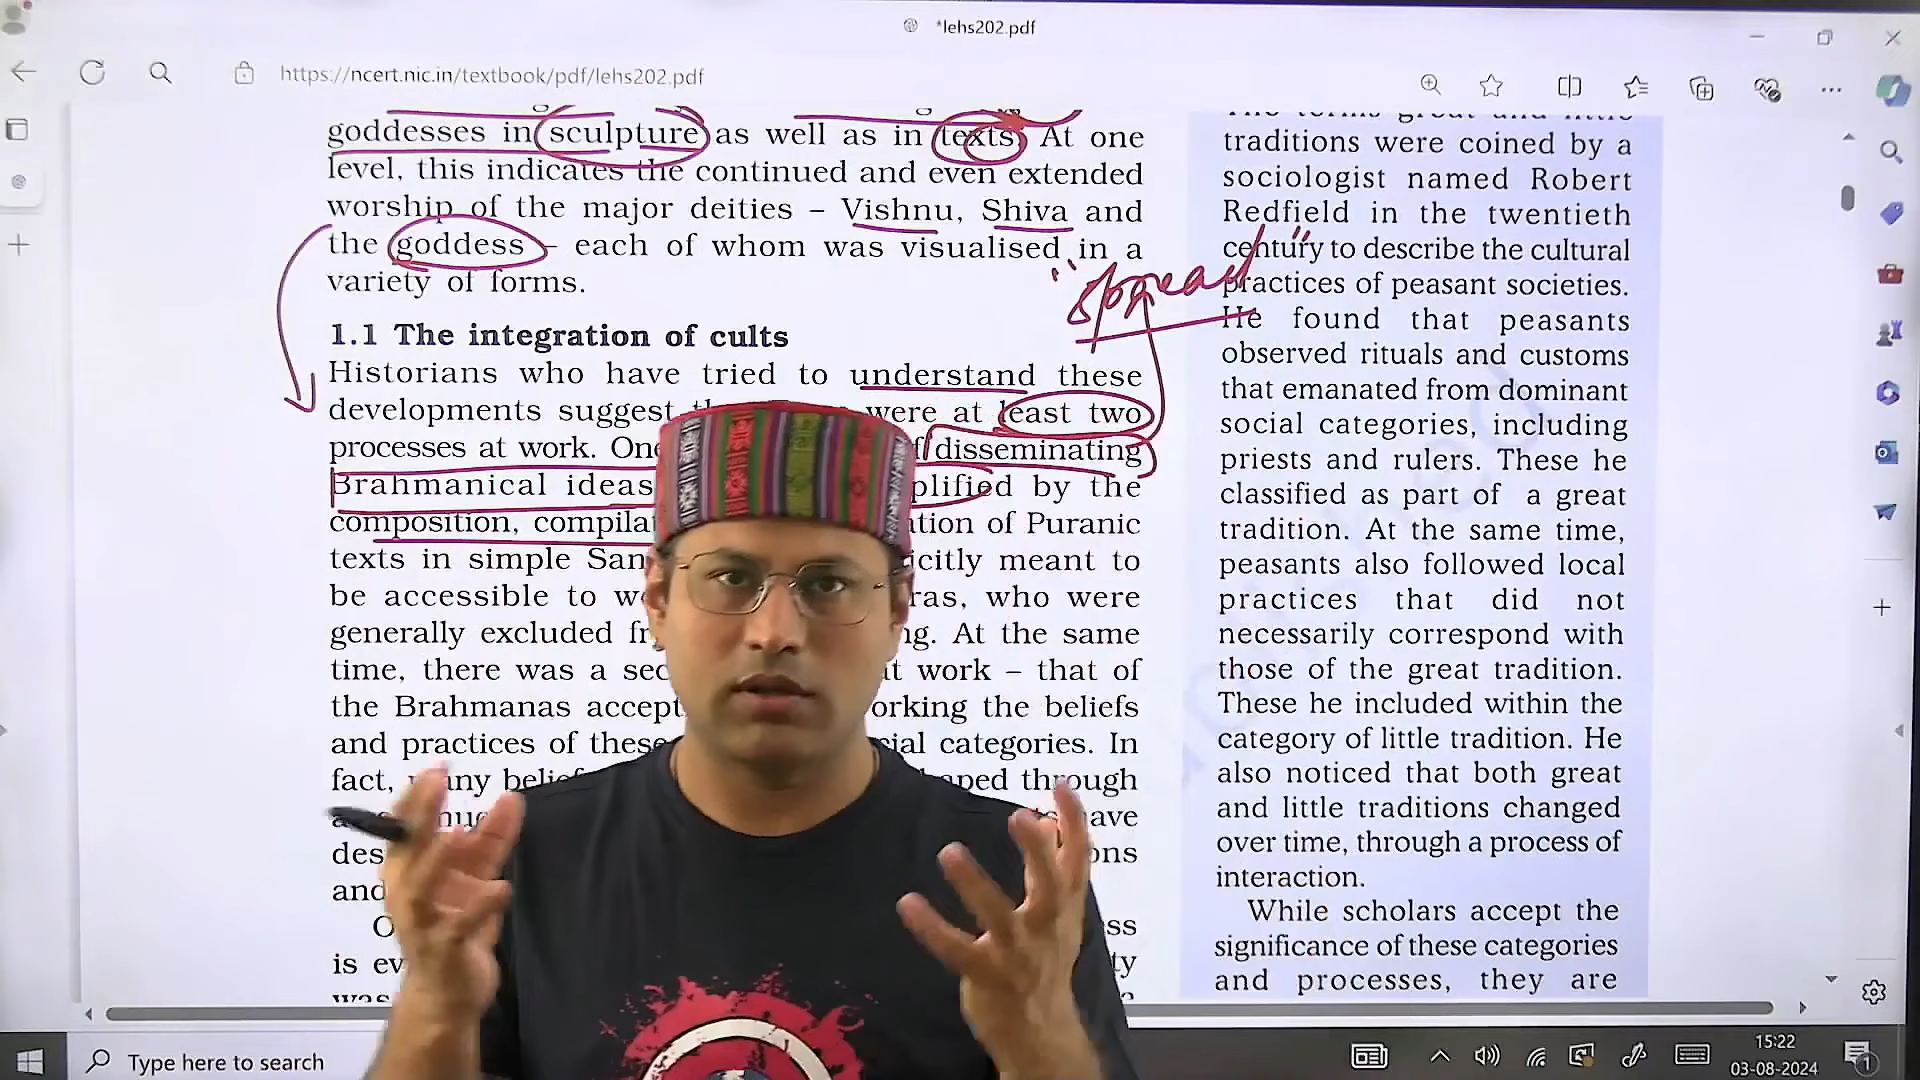 *lehs202.pdf
https://ncert.nic.in/textbook/pdf/lehs202.pdf
goddesses in sculpture as well as in texts. At one
level, this indicates the continued and even extended
worship of the major deities – Vishnu, Shiva and
the goddess – each of whom was visualised in a
variety of forms.
"spread"
1.1 The integration of cults
Historians who have tried to understand these
developments suggest were at least two
processes at work. One disseminating
Brahmanical ideas plified by the
composition, compilat ation of Puranic
texts in simple San icitly meant to
be accessible to wo ras, who were
generally excluded fr ng. At the same
time, there was a sec at work – that of
the Brahmanas accept orking the beliefs
and practices of these ial categories. In
fact, many belief aped through
a have
des ons
and
O ss
is ev ty
was
traditions were coined by a
sociologist named Robert
Redfield in the twentieth
century to describe the cultural
practices of peasant societies.
He found that peasants
observed rituals and customs
that emanated from dominant
social categories, including
priests and rulers. These he
classified as part of a great
tradition. At the same time,
peasants also followed local
practices that did not
necessarily correspond with
those of the great tradition.
These he included within the
category of little tradition. He
also noticed that both great
and little traditions changed
over time, through a process of
interaction.
While scholars accept the
significance of these categories
and processes, they are
Type here to search
15:22
03-08-2024
1